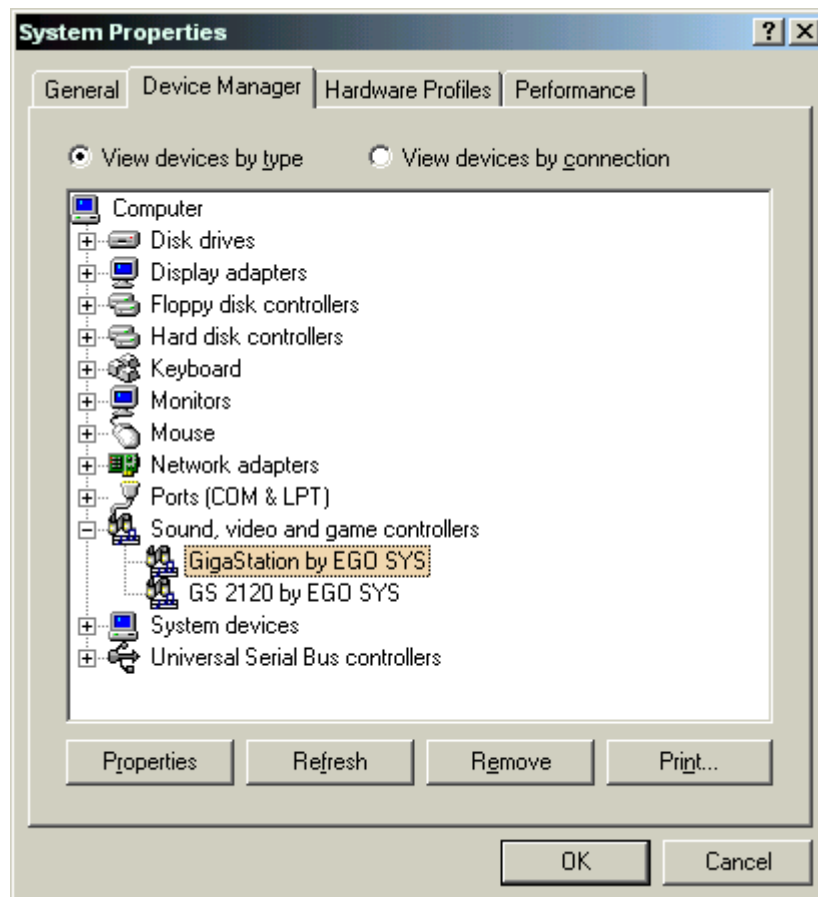 System Properties
General Device Manager Hardware Profiles Performance
View devices by type View devices by connection
Computer
Disk drives
Display adapters
Floppy disk controllers
Hard disk controllers
Keyboard
Monitors
Mouse
Network adapters
Ports (COM & LPT)
Sound, video and game controllers
GigaStation by EGO SYS
GS 2120 by EGO SYS
System devices
Universal Serial Bus controllers
Properties Refresh Remove Print...
OK Cancel